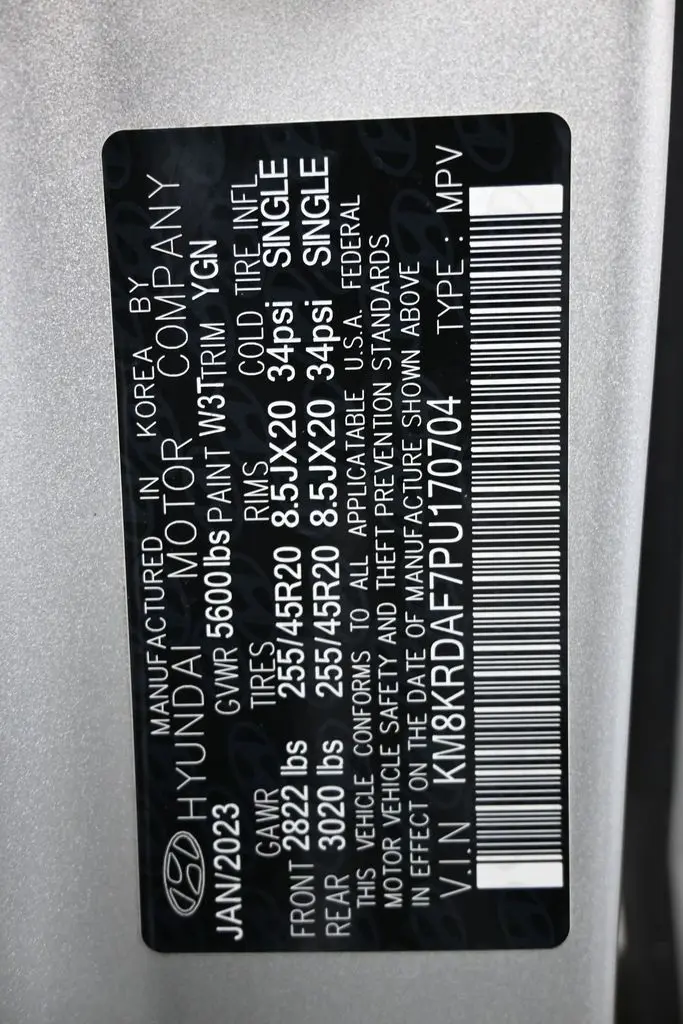 MANUFACTURED IN KOREA BY
HYUNDAI MOTOR COMPANY
JAN/2023 GVWR 5600lbs PAINT W3T TRIM YGN
GAWR TIRES RIMS COLD TIRE INFL
FRONT 2822 lbs 255/45R20 8.5JX20 34psi SINGLE
REAR 3020 lbs 255/45R20 8.5JX20 34psi SINGLE
THIS VEHICLE CONFORMS TO ALL APPLICATABLE U.S.A. FEDERAL
MOTOR VEHICLE SAFETY AND THEFT PREVENTION STANDARDS
IN EFFECT ON THE DATE OF MANUFACTURE SHOWN ABOVE
V.I.N KM8KRDAF7PU170704 TYPE : MPV